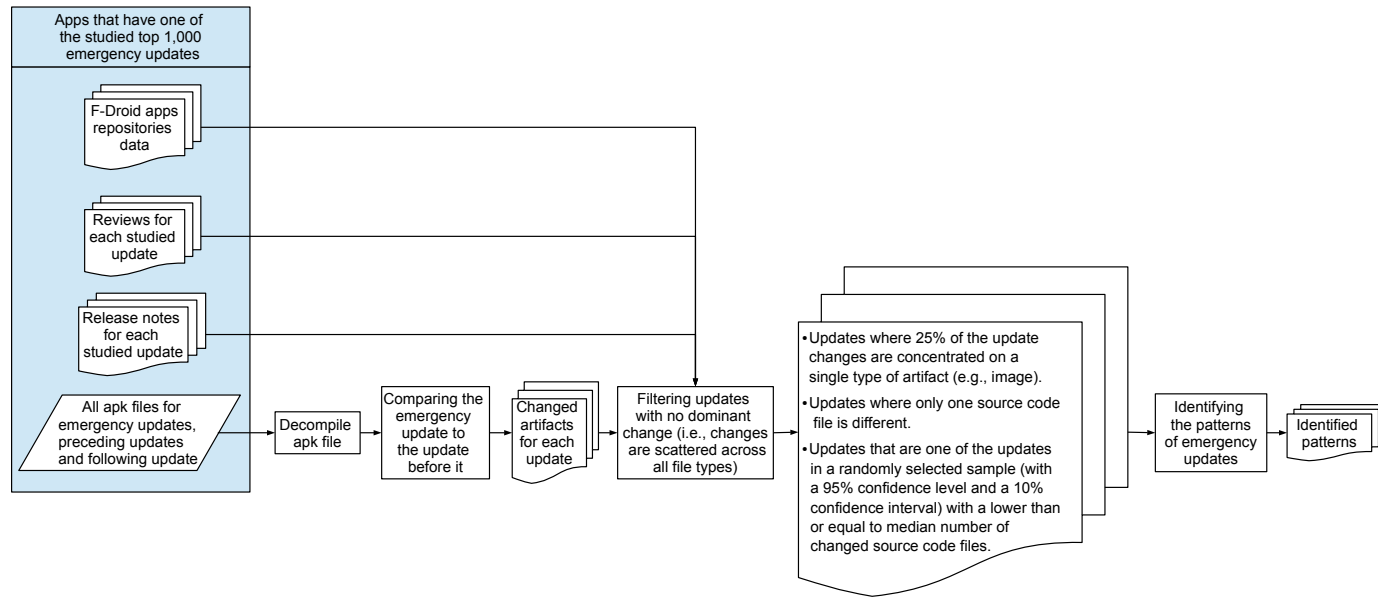 Apps that have one of
the studied top 1,000
emergency updates
F-Droid apps
repositories
data
Reviews for
each studied
update
Release notes
for each
studied update
All apk files for
emergency updates,
preceding updates
and following update
Decompile
apk file
Comparing the
emergency
update to
the update
before it
Changed
artifacts
for each
update
Filtering updates
with no dominant
change (i.e., changes
are scattered across
all file types)
•Updates where 25% of the update
changes are concentrated on a
single type of artifact (e.g., image).
•Updates where only one source code
file is different.
•Updates that are one of the updates
in a randomly selected sample (with
a 95% confidence level and a 10%
confidence interval) with a lower than
or equal to median number of
changed source code files.
Identifying
the patterns
of emergency
updates
Identified
patterns